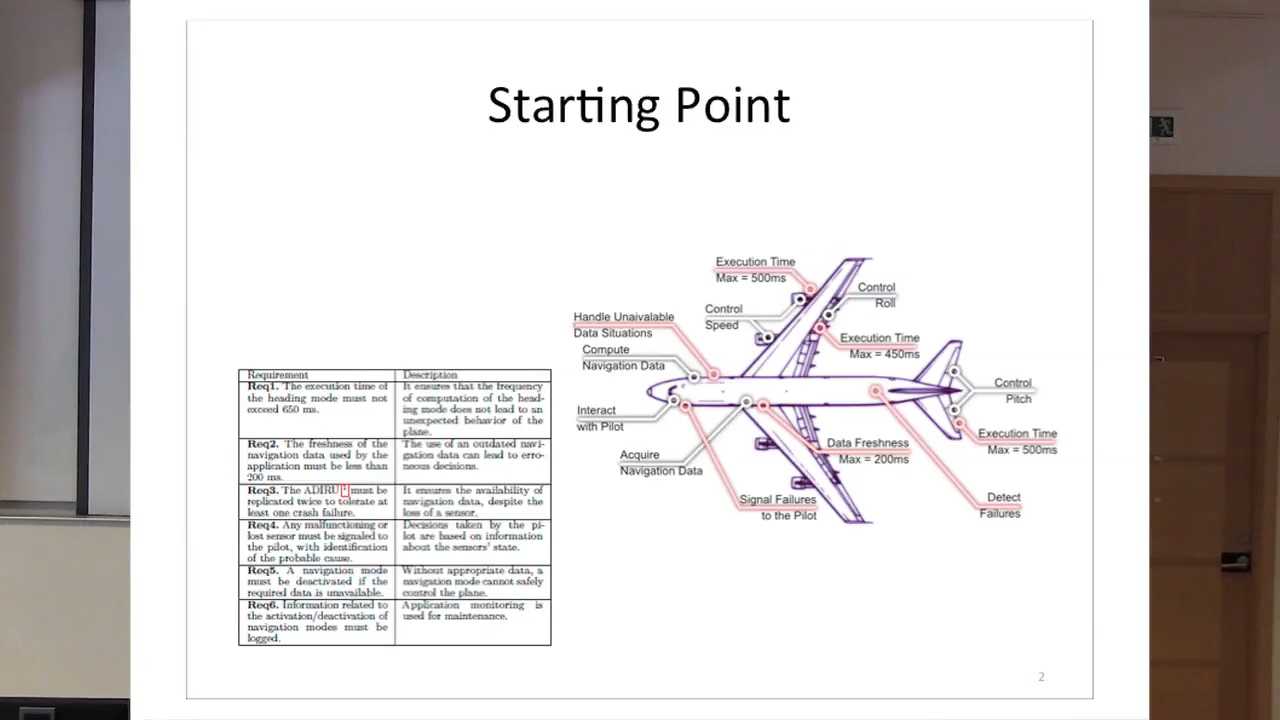 Starting Point
Requirement
Description
Req1. The execution time of
the heading mode must not
exceed 650 ms.
It ensures that the frequency
of computation of the head-
ing mode does not lead to an
unexpected behavior of the
plane.
Req2. The freshness of the
navigation data used by the
application must be less than
200 ms.
The use of an outdated navi-
gation data can lead to erro-
neous decisions.
Req3. The ADIRU must be
replicated twice to tolerate at
least one crash failure.
It ensures the availability of
navigation data, despite the
loss of a sensor.
Req4. Any malfunctioning or
lost sensor must be signaled to
the pilot, with identification
of the probable cause.
Decisions taken by the pi-
lot are based on information
about the sensors' state.
Req5. A navigation mode
must be deactivated if the
required data is unavailable.
Without appropriate data, a
navigation mode cannot safely
control the plane.
Req6. Information related to
the activation/deactivation of
navigation modes must be
logged.
Application monitoring is
used for maintenance.
Execution Time
Max = 500ms
Control
Roll
Control
Speed
Handle Unaivalable
Data Situations
Execution Time
Max = 450ms
Compute
Navigation Data
Control
Pitch
Interact
with Pilot
Execution Time
Max = 500ms
Data Freshness
Max = 200ms
Acquire
Navigation Data
Signal Failures
to the Pilot
Detect
Failures
2